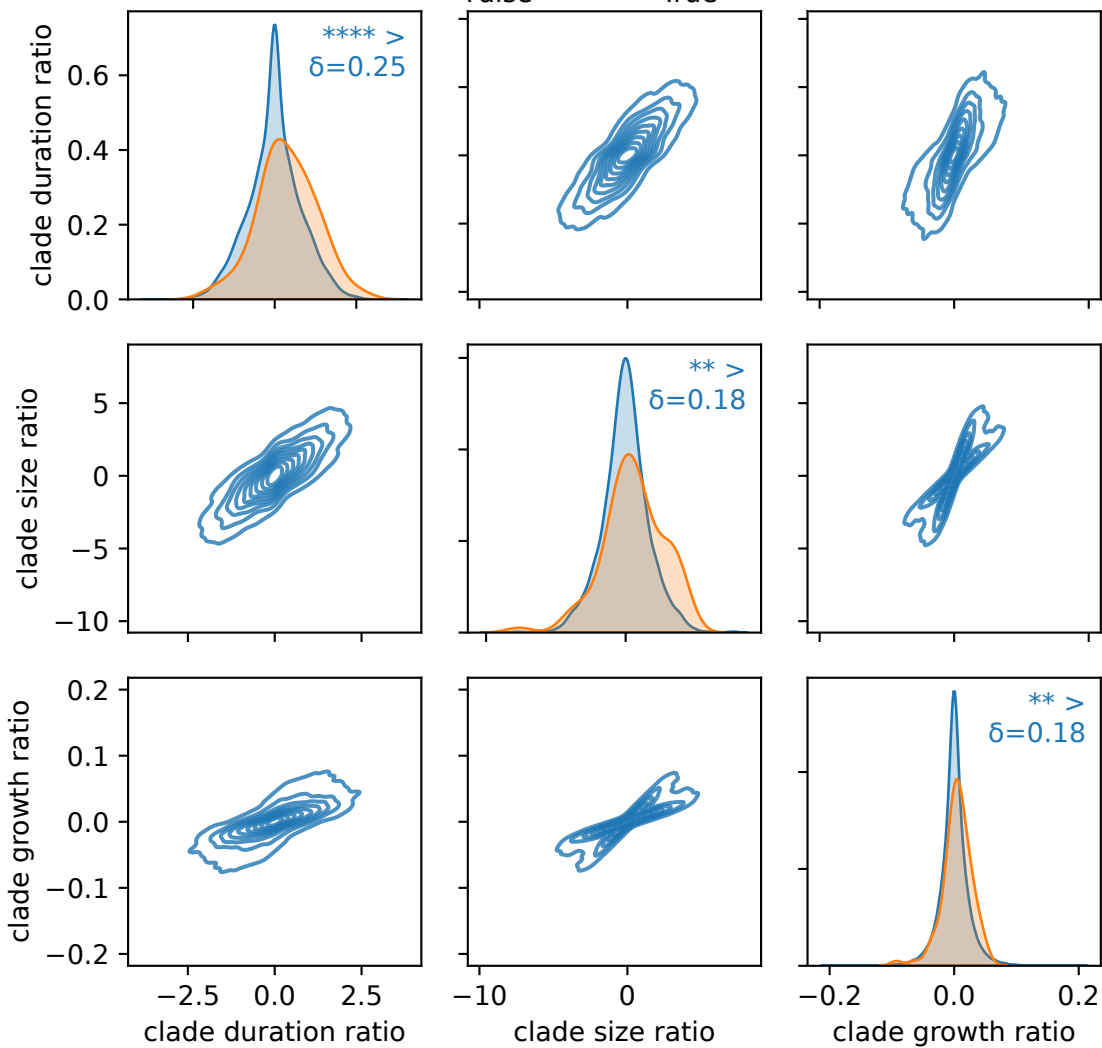 clade duration ratio
0.6
0.4
0.2
0.0
**** >
δ=0.25
clade size ratio
5
0
−5
−10
** >
δ=0.18
clade growth ratio
0.2
0.1
0.0
−0.1
−0.2
** >
δ=0.18
−2.5 0.0 2.5
−10 0
−0.2 0.0 0.2
clade duration ratio
clade size ratio
clade growth ratio